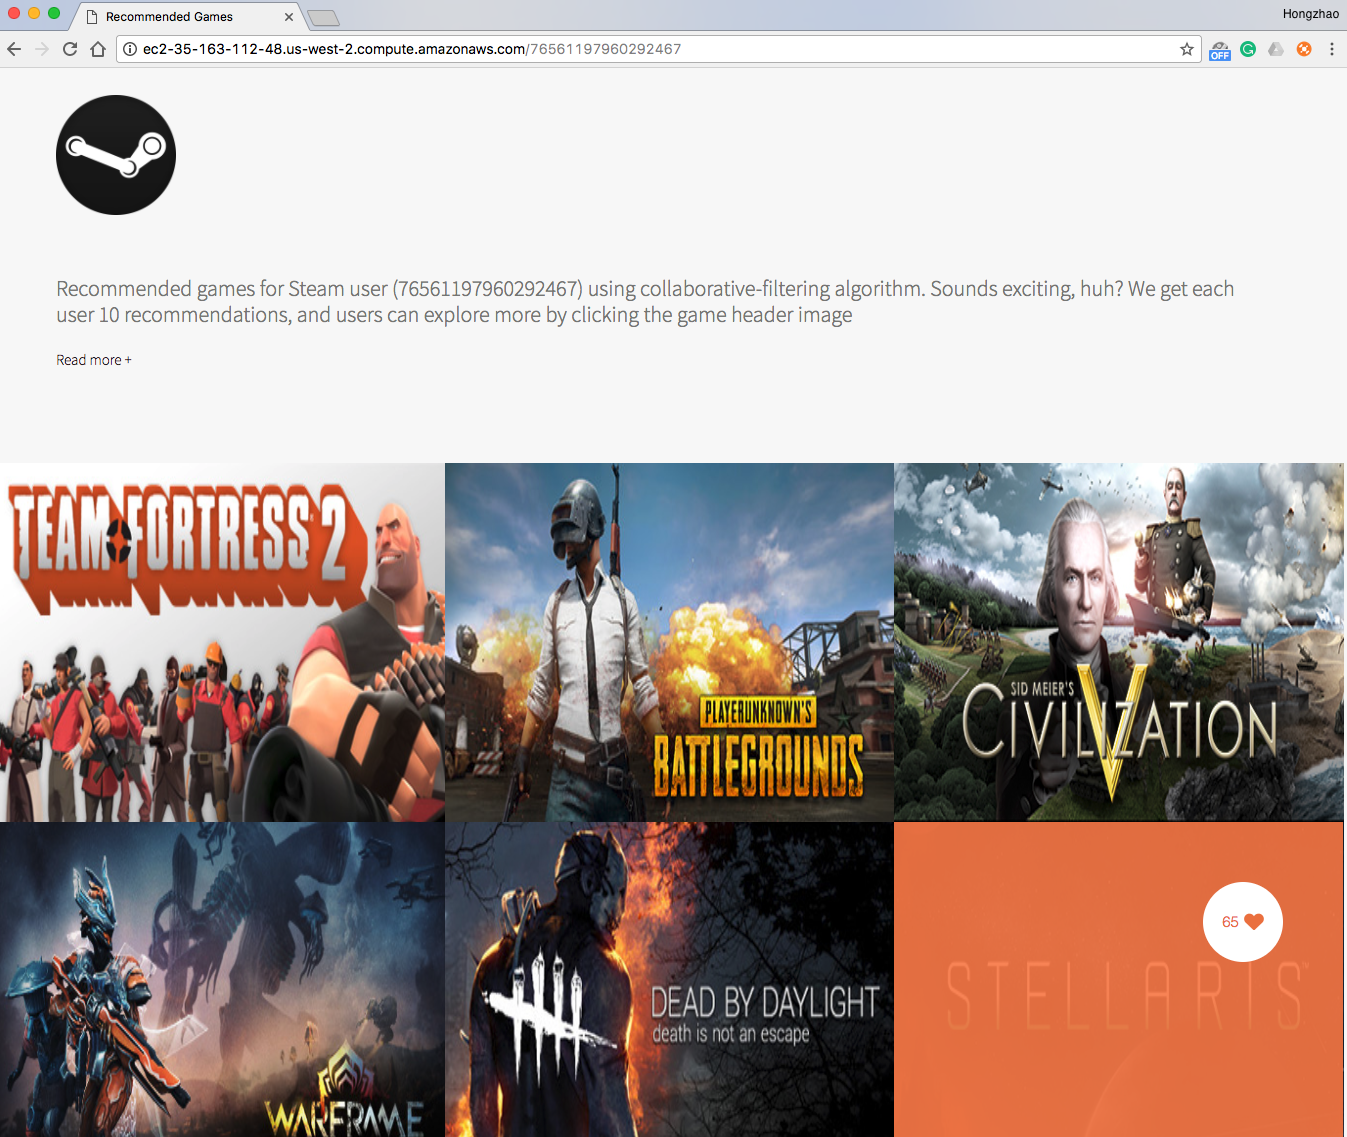 Recommended Games
Hongzhao
ec2-35-163-112-48.us-west-2.compute.amazonaws.com/76561197960292467
OFF
Recommended games for Steam user (76561197960292467) using collaborative-filtering algorithm. Sounds exciting, huh? We get each
user 10 recommendations, and users can explore more by clicking the game header image
Read more +
TEAM FORTRESS 2
PLAYERUNKNOWN'S
BATTLEGROUNDS
SID MEIER'S
CIVILIZATION
V
WARFRAME
DEAD BY DAYLIGHT
death is not an escape
65
STELLARIS™